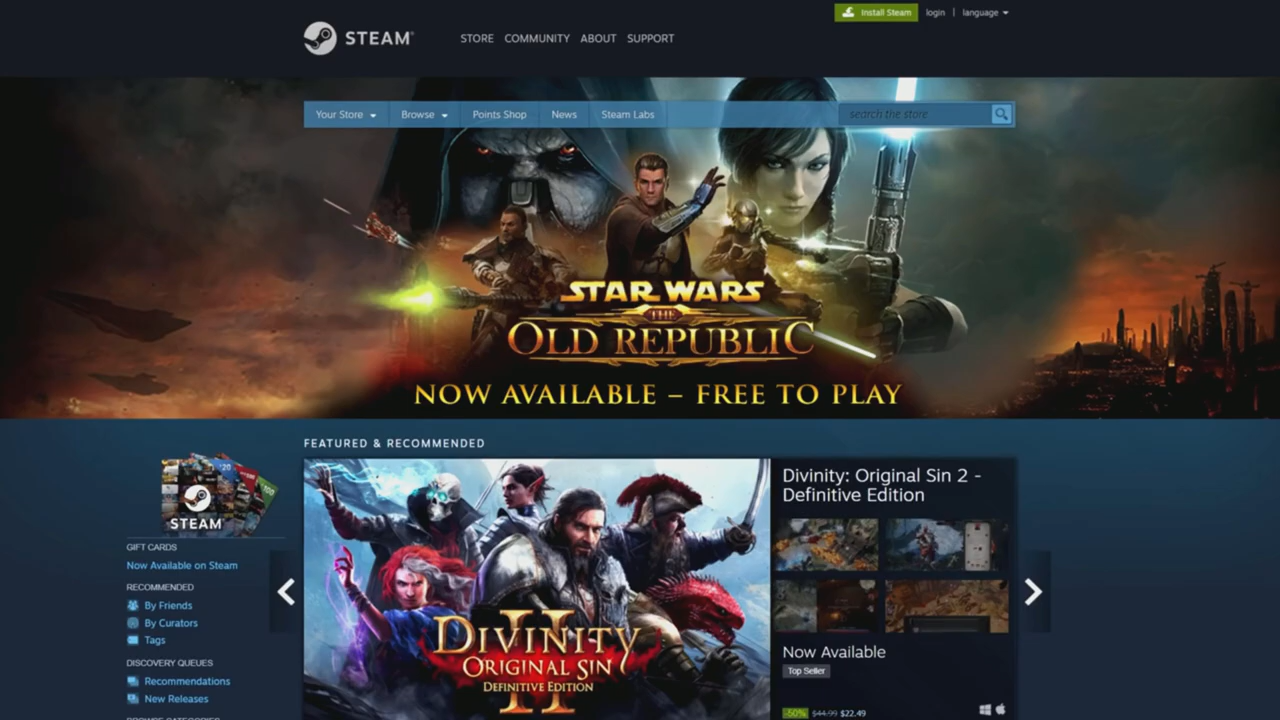 Install Steam
login | language
STEAM®
STORE COMMUNITY ABOUT SUPPORT
Your Store Browse Points Shop News Steam Labs
search the store
STAR WARS
THE
OLD REPUBLIC
NOW AVAILABLE – FREE TO PLAY
FEATURED & RECOMMENDED
STEAM
GIFT CARDS
Now Available on Steam
RECOMMENDED
By Friends
By Curators
Tags
DISCOVERY QUEUES
Recommendations
New Releases
DIVINITY
II
ORIGINAL SIN
DEFINITIVE EDITION
Divinity: Original Sin 2 -
Definitive Edition
Now Available
Top Seller
-50% $44.99 $22.49